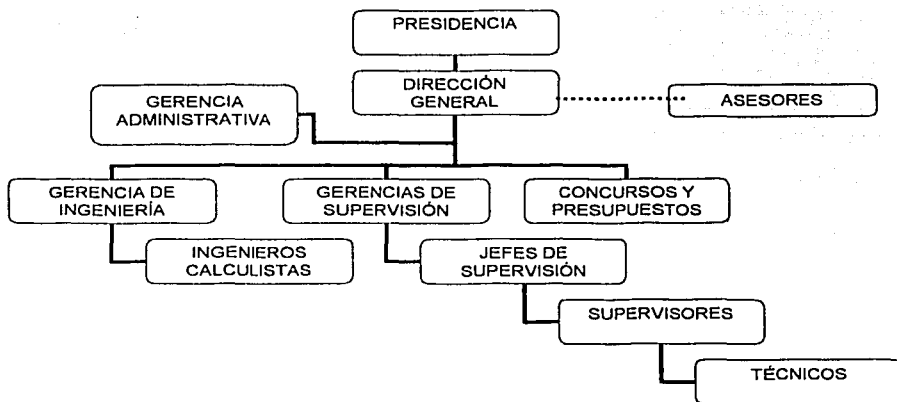 PRESIDENCIA
DIRECCIÓN
GENERAL
ASESORES
GERENCIA
ADMINISTRATIVA
GERENCIA DE
INGENIERÍA
GERENCIAS DE
SUPERVISIÓN
CONCURSOS Y
PRESUPUESTOS
INGENIEROS
CALCULISTAS
JEFES DE
SUPERVISIÓN
SUPERVISORES
TÉCNICOS